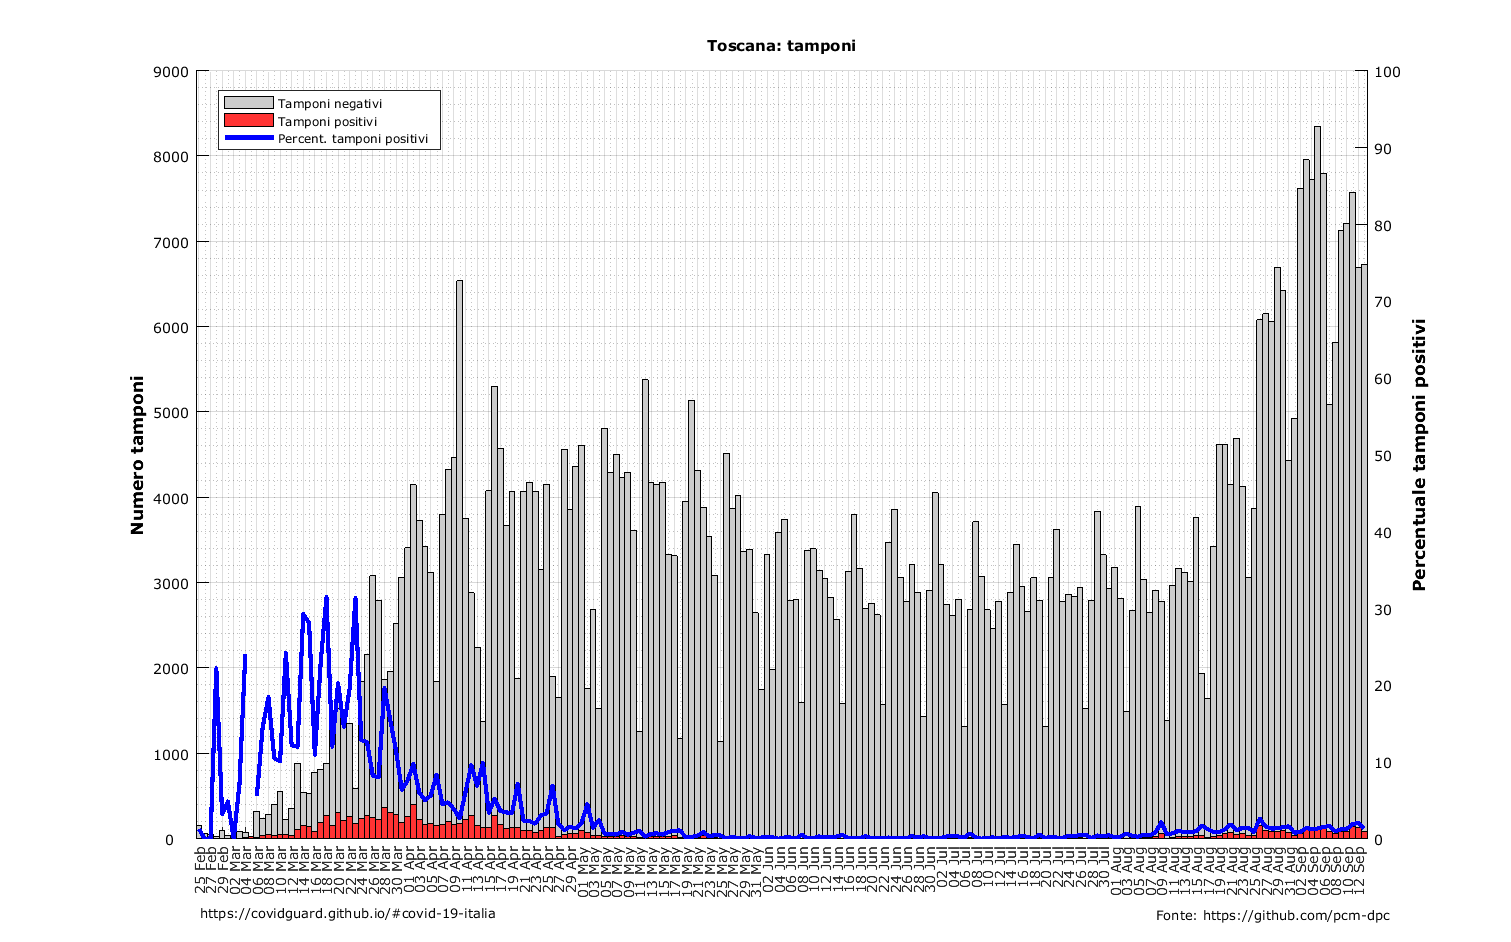 Toscana: tamponi
Tamponi negativi
Tamponi positivi
Percent. tamponi positivi
Numero tamponi
9000
8000
7000
6000
5000
4000
3000
2000
1000
0
100
90
80
70
60
50
40
30
20
10
0
Percentuale tamponi positivi
25 Feb
27 Feb
29 Feb
02 Mar
04 Mar
06 Mar
08 Mar
10 Mar
12 Mar
14 Mar
16 Mar
18 Mar
20 Mar
22 Mar
24 Mar
26 Mar
28 Mar
30 Mar
01 Apr
03 Apr
05 Apr
07 Apr
09 Apr
11 Apr
13 Apr
15 Apr
17 Apr
19 Apr
21 Apr
23 Apr
25 Apr
27 Apr
29 Apr
01 May
03 May
05 May
07 May
09 May
11 May
13 May
15 May
17 May
19 May
21 May
23 May
25 May
27 May
29 May
31 May
02 Jun
04 Jun
06 Jun
08 Jun
10 Jun
12 Jun
14 Jun
16 Jun
18 Jun
20 Jun
22 Jun
24 Jun
26 Jun
28 Jun
30 Jun
02 Jul
04 Jul
06 Jul
08 Jul
10 Jul
12 Jul
14 Jul
16 Jul
18 Jul
20 Jul
22 Jul
24 Jul
26 Jul
28 Jul
30 Jul
01 Aug
03 Aug
05 Aug
07 Aug
09 Aug
11 Aug
13 Aug
15 Aug
17 Aug
19 Aug
21 Aug
23 Aug
25 Aug
27 Aug
29 Aug
31 Aug
02 Sep
04 Sep
06 Sep
08 Sep
10 Sep
12 Sep
https://covidguard.github.io/#covid-19-italia
Fonte: https://github.com/pcm-dpc